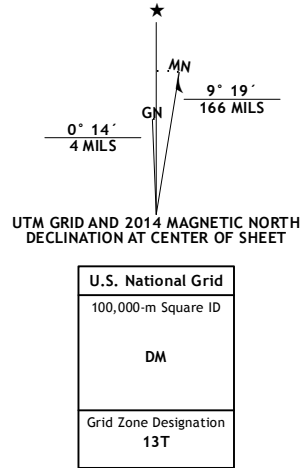 ★
MN
GN
9° 19´
166 MILS
0° 14´
4 MILS
UTM GRID AND 2014 MAGNETIC NORTH
DECLINATION AT CENTER OF SHEET
U.S. National Grid
100,000-m Square ID
DM
Grid Zone Designation
13T